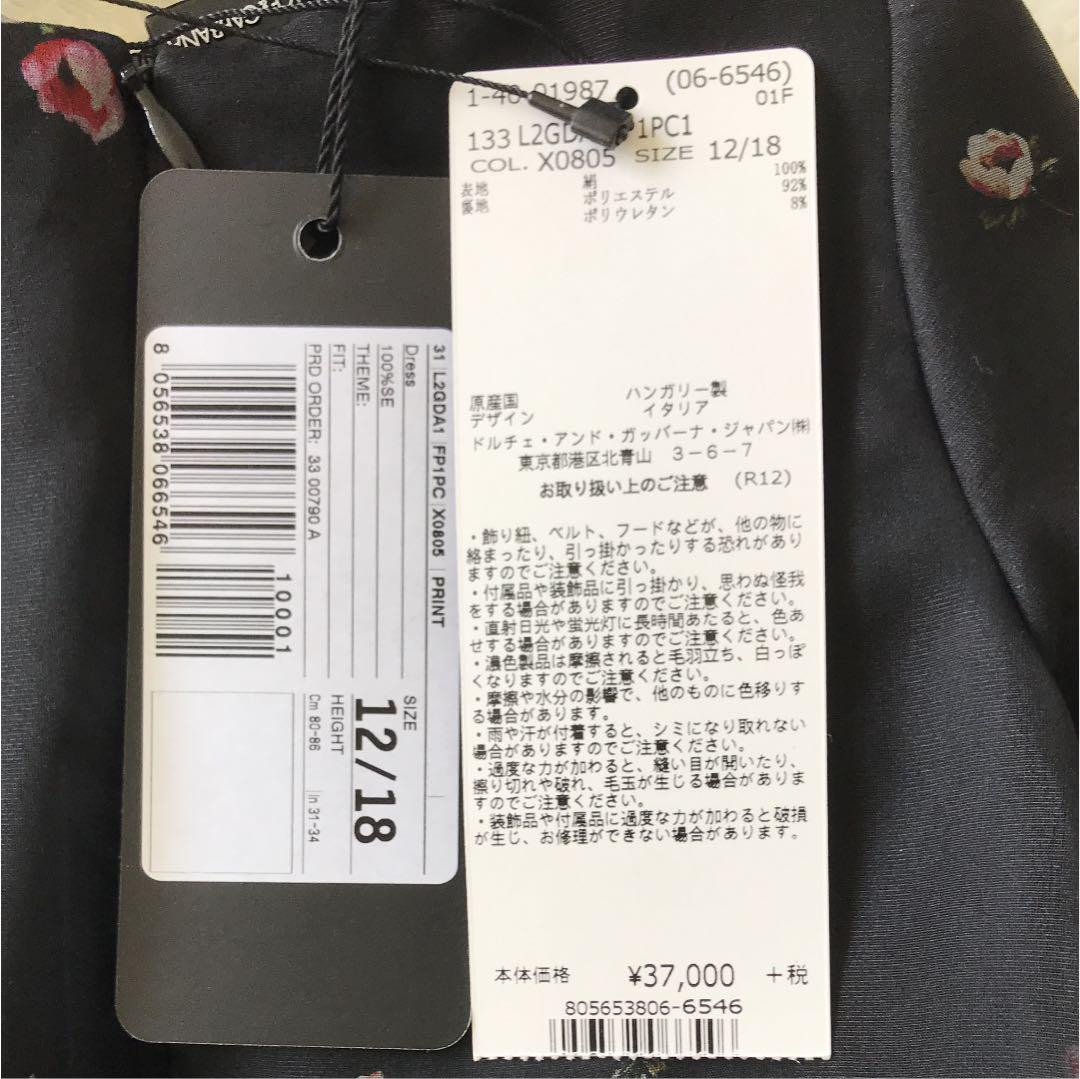 1-40-01987 (06-6546)
01F
133 L2GDA 1PC1
COL. X0805 SIZE 12/18
表地 絹 100%
裏地 ポリエステル 92%
ポリウレタン 8%
原産国 ハンガリー製
デザイン イタリア
ドルチェ・アンド・ガッバーナ・ジャパン㈱
東京都港区北青山 3-6-7
お取り扱い上のご注意 (R12)
・飾り紐、ベルト、フードなどが、他の物に
絡まったり、引っ掛かったりする恐れがあり
ますのでご注意ください。
・付属品や装飾品に引っ掛かり、思わぬ怪我
をする場合がありますのでご注意ください。
・直射日光や蛍光灯に長時間あたると、色あ
せする場合がありますのでご注意ください。
・濃色製品は摩擦されると毛羽立ち、白っぽ
くなりますのでご注意ください。
・摩擦や水分の影響で、他のものに色移りす
る場合があります。
・雨や汗が付着すると、シミになり取れない
場合がありますのでご注意ください。
・過度な力が加わると、縫い目が開いたり、
擦り切れや破れ、毛玉が生じる場合がありま
すのでご注意ください。
・装飾品や付属品に過度な力が加わると破損
が生じ、お修理ができない場合があります。
本体価格 ¥37,000 +税
805653806-6546
31 L2GDA1 FP1PC X0805 PRINT
Dress
100%SE
THEME:
FIT:
PRD ORDER: 33 00790 A
SIZE
12/18
HEIGHT
Cm 80-86 In 31-34
8 056538 066546
10001